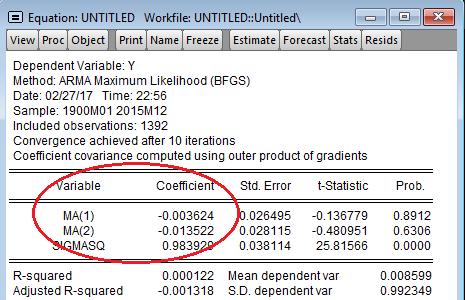 Equation: UNTITLED Workfile: UNTITLED::Untitled\
View Proc Object Print Name Freeze Estimate Forecast Stats Resids
Dependent Variable: Y
Method: ARMA Maximum Likelihood (BFGS)
Date: 02/27/17 Time: 22:56
Sample: 1900M01 2015M12
Included observations: 1392
Convergence achieved after 10 iterations
Coefficient covariance computed using outer product of gradients
Variable Coefficient Std. Error t-Statistic Prob.
MA(1) -0.003624 0.026495 -0.136779 0.8912
MA(2) -0.013522 0.028115 -0.480951 0.6306
SIGMASQ 0.983920 0.038114 25.81566 0.0000
R-squared 0.000122 Mean dependent var 0.008599
Adjusted R-squared -0.001318 S.D. dependent var 0.992349